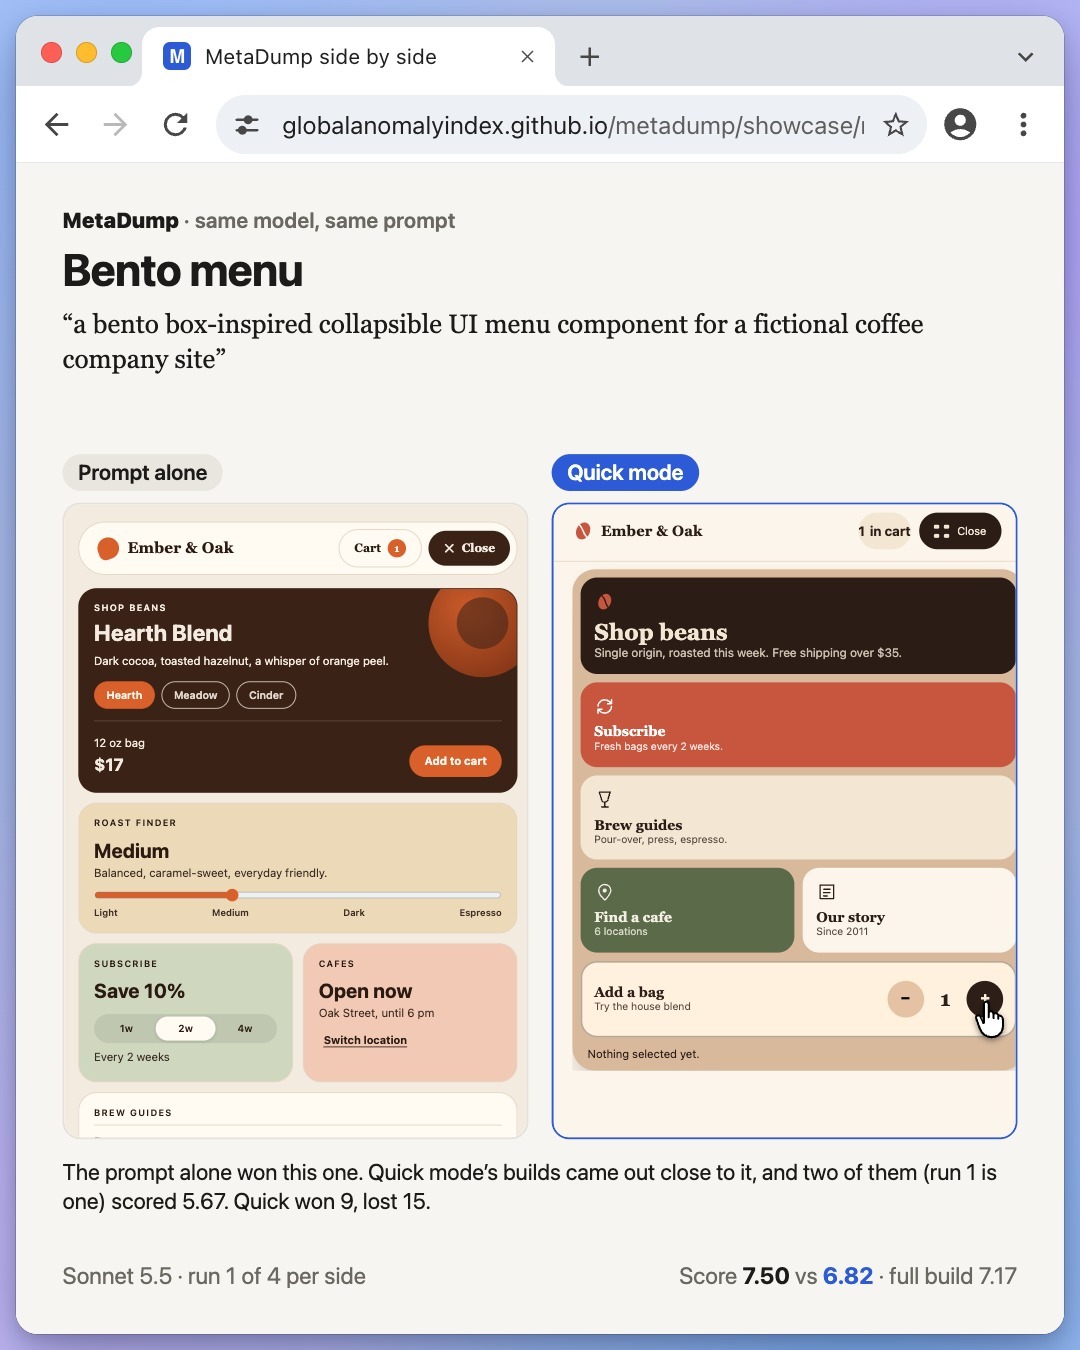 M
MetaDump side by side
globalanomalyindex.github.io/metadump/showcase/
MetaDump · same model, same prompt
Bento menu
“a bento box-inspired collapsible UI menu component for a fictional coffee
company site”
Prompt alone
Ember & Oak
Cart 1
Close
SHOP BEANS
Hearth Blend
Dark cocoa, toasted hazelnut, a whisper of orange peel.
Hearth Meadow Cinder
12 oz bag
$17
Add to cart
ROAST FINDER
Medium
Balanced, caramel-sweet, everyday friendly.
Light Medium Dark Espresso
SUBSCRIBE
Save 10%
1w 2w 4w
Every 2 weeks
CAFES
Open now
Oak Street, until 6 pm
Switch location
BREW GUIDES
Quick mode
Ember & Oak
1 in cart
Close
Shop beans
Single origin, roasted this week. Free shipping over $35.
Subscribe
Fresh bags every 2 weeks.
Brew guides
Pour-over, press, espresso.
Find a cafe
6 locations
Our story
Since 2011
Add a bag
Try the house blend
− 1 +
Nothing selected yet.
The prompt alone won this one. Quick mode’s builds came out close to it, and two of them (run 1 is
one) scored 5.67. Quick won 9, lost 15.
Sonnet 5.5 · run 1 of 4 per side
Score 7.50 vs 6.82 · full build 7.17